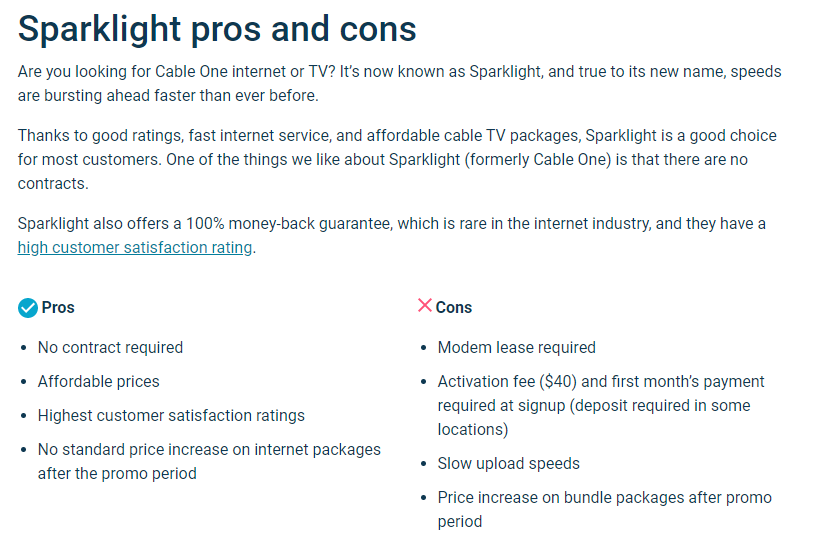 Sparklight pros and cons
Are you looking for Cable One internet or TV? It’s now known as Sparklight, and true to its new name, speeds
are bursting ahead faster than ever before.
Thanks to good ratings, fast internet service, and affordable cable TV packages, Sparklight is a good choice
for most customers. One of the things we like about Sparklight (formerly Cable One) is that there are no
contracts.
Sparklight also offers a 100% money-back guarantee, which is rare in the internet industry, and they have a
high customer satisfaction rating.
Pros
• No contract required
• Affordable prices
• Highest customer satisfaction ratings
• No standard price increase on internet packages
after the promo period
Cons
• Modem lease required
• Activation fee ($40) and first month’s payment
required at signup (deposit required in some
locations)
• Slow upload speeds
• Price increase on bundle packages after promo
period